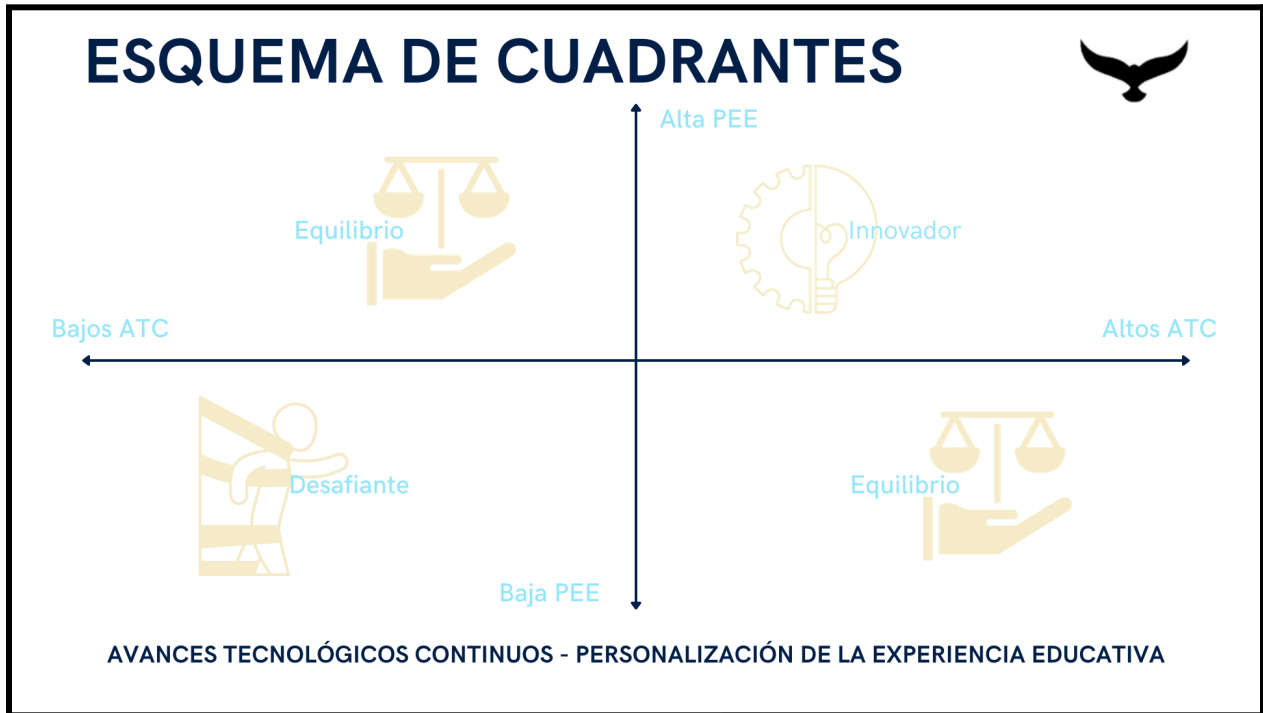 ESQUEMA DE CUADRANTES
Alta PEE
Equilibrio
Innovador
Bajos ATC
Altos ATC
Desafiante
Equilibrio
Baja PEE
AVANCES TECNOLÓGICOS CONTINUOS - PERSONALIZACIÓN DE LA EXPERIENCIA EDUCATIVA